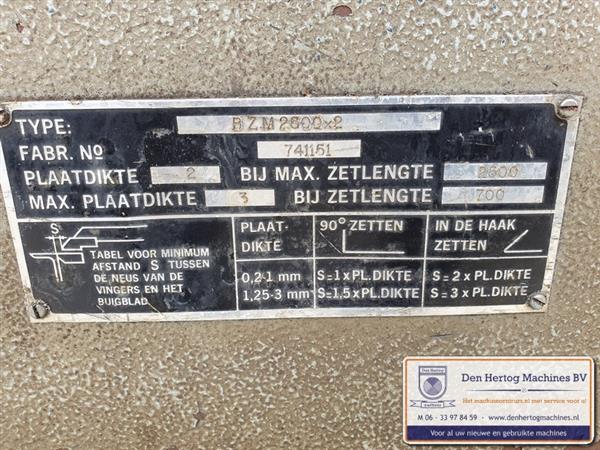 TYPE: BZM2600x2
FABR. NO 741151
PLAATDIKTE 2 BIJ MAX. ZETLENGTE 2600
MAX. PLAATDIKTE 3 BIJ ZETLENGTE 700
S
TABEL VOOR MINIMUM
AFSTAND S TUSSEN
DE NEUS VAN DE
VINGERS EN HET
BUIGBLAD.
PLAAT-
DIKTE
90° ZETTEN
IN DE HAAK
ZETTEN
0,2-1 mm S=1xPL.DIKTE S=2xPL.DIKTE
1,25-3 mm S=1,5xPL.DIKTE S=3xPL.DIKTE
Den Hertog Machines BV
Het machinecentrum.nl met service voor u!
M 06 - 33 97 84 59 - www.denhertogmachines.nl
Voor al uw nieuwe en gebruikte machines